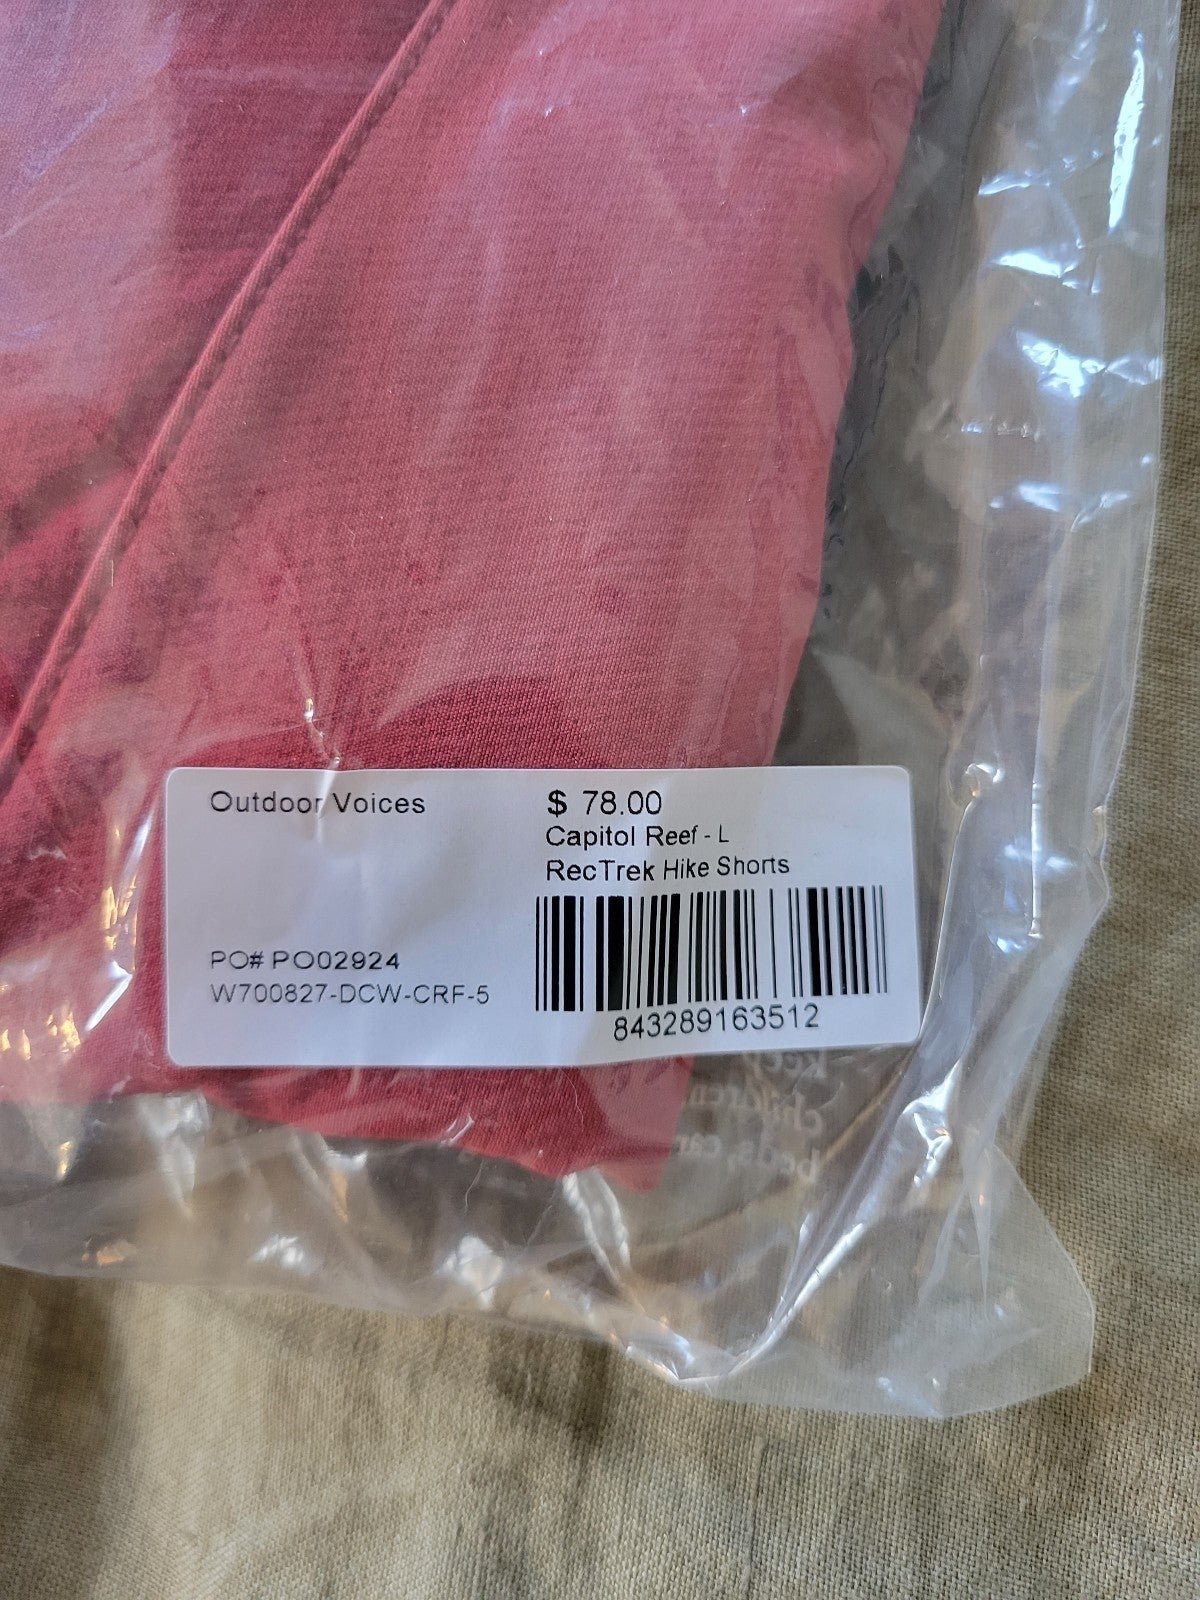 Outdoor Voices
$ 78.00
Capitol Reef - L
RecTrek Hike Shorts
PO# PO02924
W700827-DCW-CRF-5
843289163512